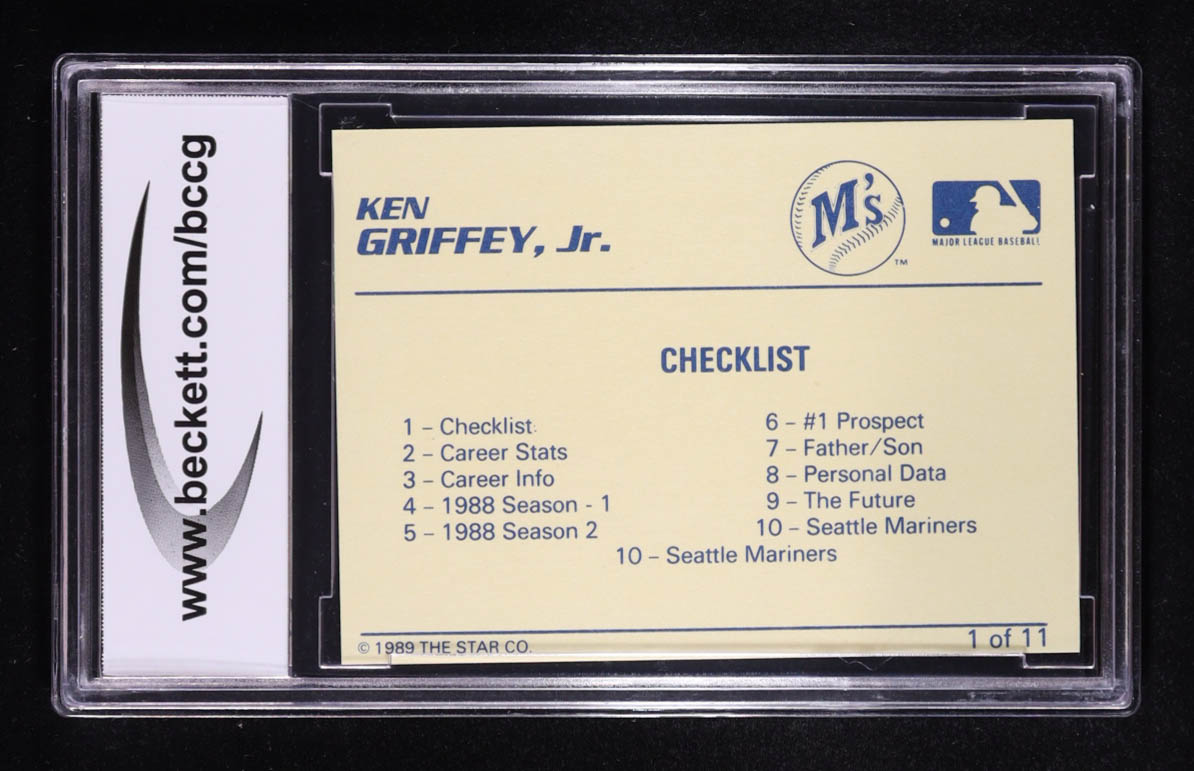 www.beckett.com/bccg
KEN
GRIFFEY, Jr.
M's
TM
MAJOR LEAGUE BASEBALL
CHECKLIST
1 – Checklist
2 – Career Stats
3 – Career Info
4 – 1988 Season - 1
5 – 1988 Season 2
6 – #1 Prospect
7 – Father/Son
8 – Personal Data
9 – The Future
10 – Seattle Mariners
10 – Seattle Mariners
© 1989 THE STAR CO.
1 of 11